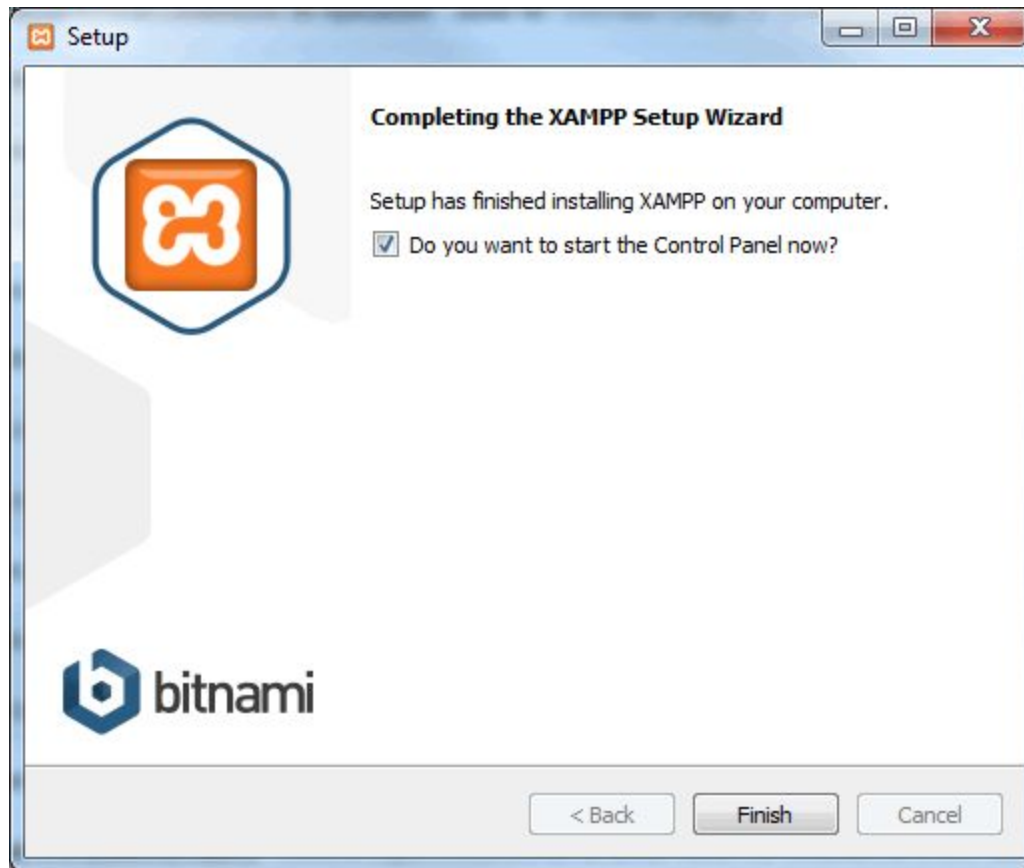 Setup
Completing the XAMPP Setup Wizard
Setup has finished installing XAMPP on your computer.
Do you want to start the Control Panel now?
bitnami
< Back
Finish
Cancel